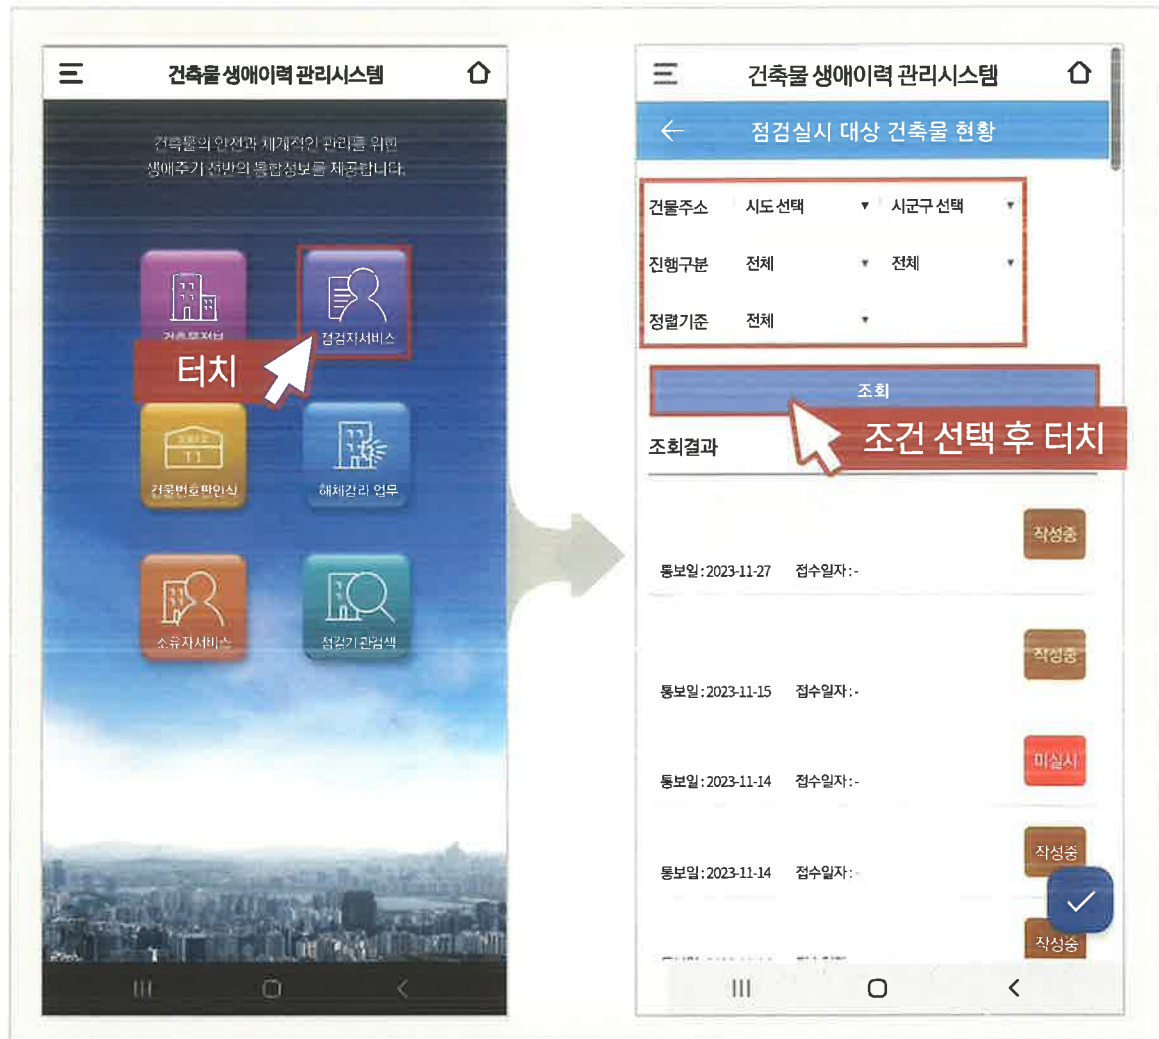 건축물 생애이력 관리시스템
건축물의 안전과 체계적인 관리를 위한
생애주기 전반의 통합정보를 제공합니다.
건축물정보
점검자서비스
터치
건물번호판인식
해체감리 업무
소유자서비스
점검기관검색
건축물 생애이력 관리시스템
점검실시 대상 건축물 현황
건물주소 시도 선택 ▼ 시군구 선택 ▼
진행구분 전체 ▼ 전체 ▼
정렬기준 전체 ▼
조회
조건 선택 후 터치
조회결과
작성중
통보일 : 2023-11-27 접수일자 : -
작성중
통보일 : 2023-11-15 접수일자 : -
미실시
통보일 : 2023-11-14 접수일자 : -
작성중
통보일 : 2023-11-14 접수일자 : -
작성중